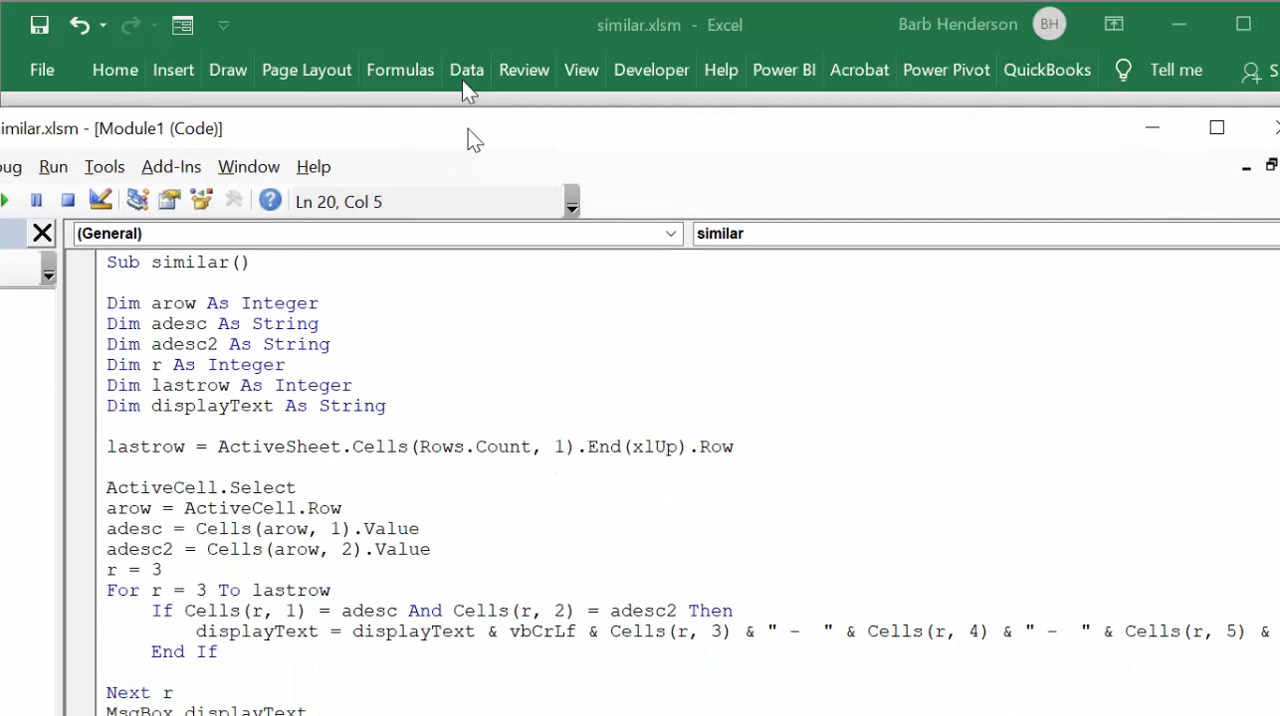 similar.xlsm - Excel
Barb Henderson
BH
File Home Insert Draw Page Layout Formulas Data Review View Developer Help Power BI Acrobat Power Pivot QuickBooks Tell me S
similar.xlsm - [Module1 (Code)]
bug Run Tools Add-Ins Window Help
Ln 20, Col 5
(General)
similar
Sub similar()
Dim arow As Integer
Dim adesc As String
Dim adesc2 As String
Dim r As Integer
Dim lastrow As Integer
Dim displayText As String
lastrow = ActiveSheet.Cells(Rows.Count, 1).End(xlUp).Row
ActiveCell.Select
arow = ActiveCell.Row
adesc = Cells(arow, 1).Value
adesc2 = Cells(arow, 2).Value
r = 3
For r = 3 To lastrow
If Cells(r, 1) = adesc And Cells(r, 2) = adesc2 Then
displayText = displayText & vbCrLf & Cells(r, 3) & " - " & Cells(r, 4) & " - " & Cells(r, 5) &
End If
Next r
MsgBox displayText